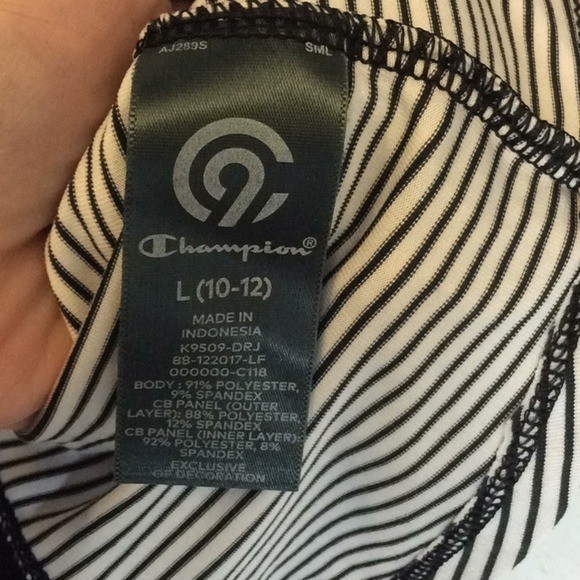 AJ289S SML
C9
Champion®
L (10-12)
MADE IN
INDONESIA
K9509-DRJ
88-122017-LF
000000-C118
BODY : 91% POLYESTER,
9% SPANDEX
CB PANEL (OUTER
LAYER): 88% POLYESTER,
12% SPANDEX
CB PANEL (INNER LAYER):
92% POLYESTER, 8%
SPANDEX
EXCLUSIVE
OF DECORATION